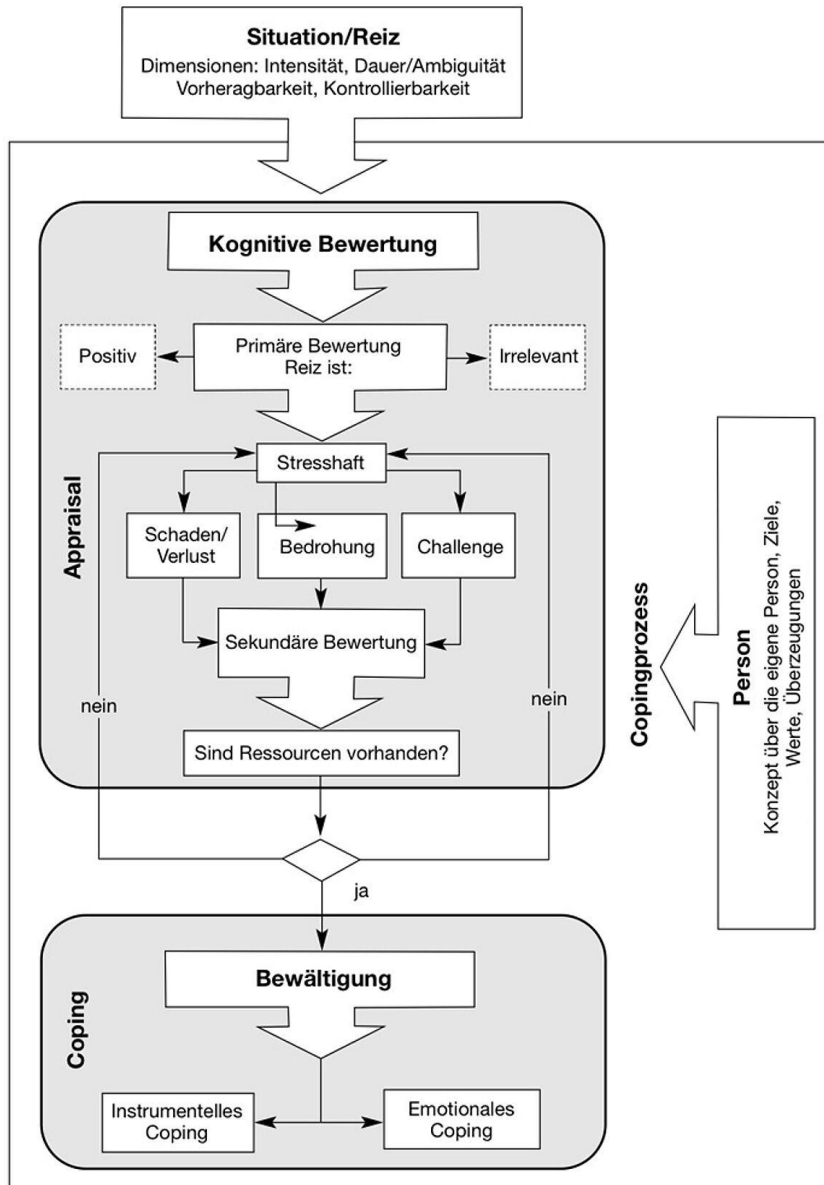 Situation/Reiz
Dimensionen: Intensität, Dauer/Ambiguität
Vorheragbarkeit, Kontrollierbarkeit
Kognitive Bewertung
Positiv
Primäre Bewertung
Reiz ist:
Irrelevant
Stresshaft
Schaden/
Verlust
Bedrohung
Challenge
Sekundäre Bewertung
nein
nein
Sind Ressourcen vorhanden?
Appraisal
ja
Bewältigung
Instrumentelles
Coping
Emotionales
Coping
Coping
Copingprozess
Person
Konzept über die eigene Person, Ziele,
Werte, Überzeugungen